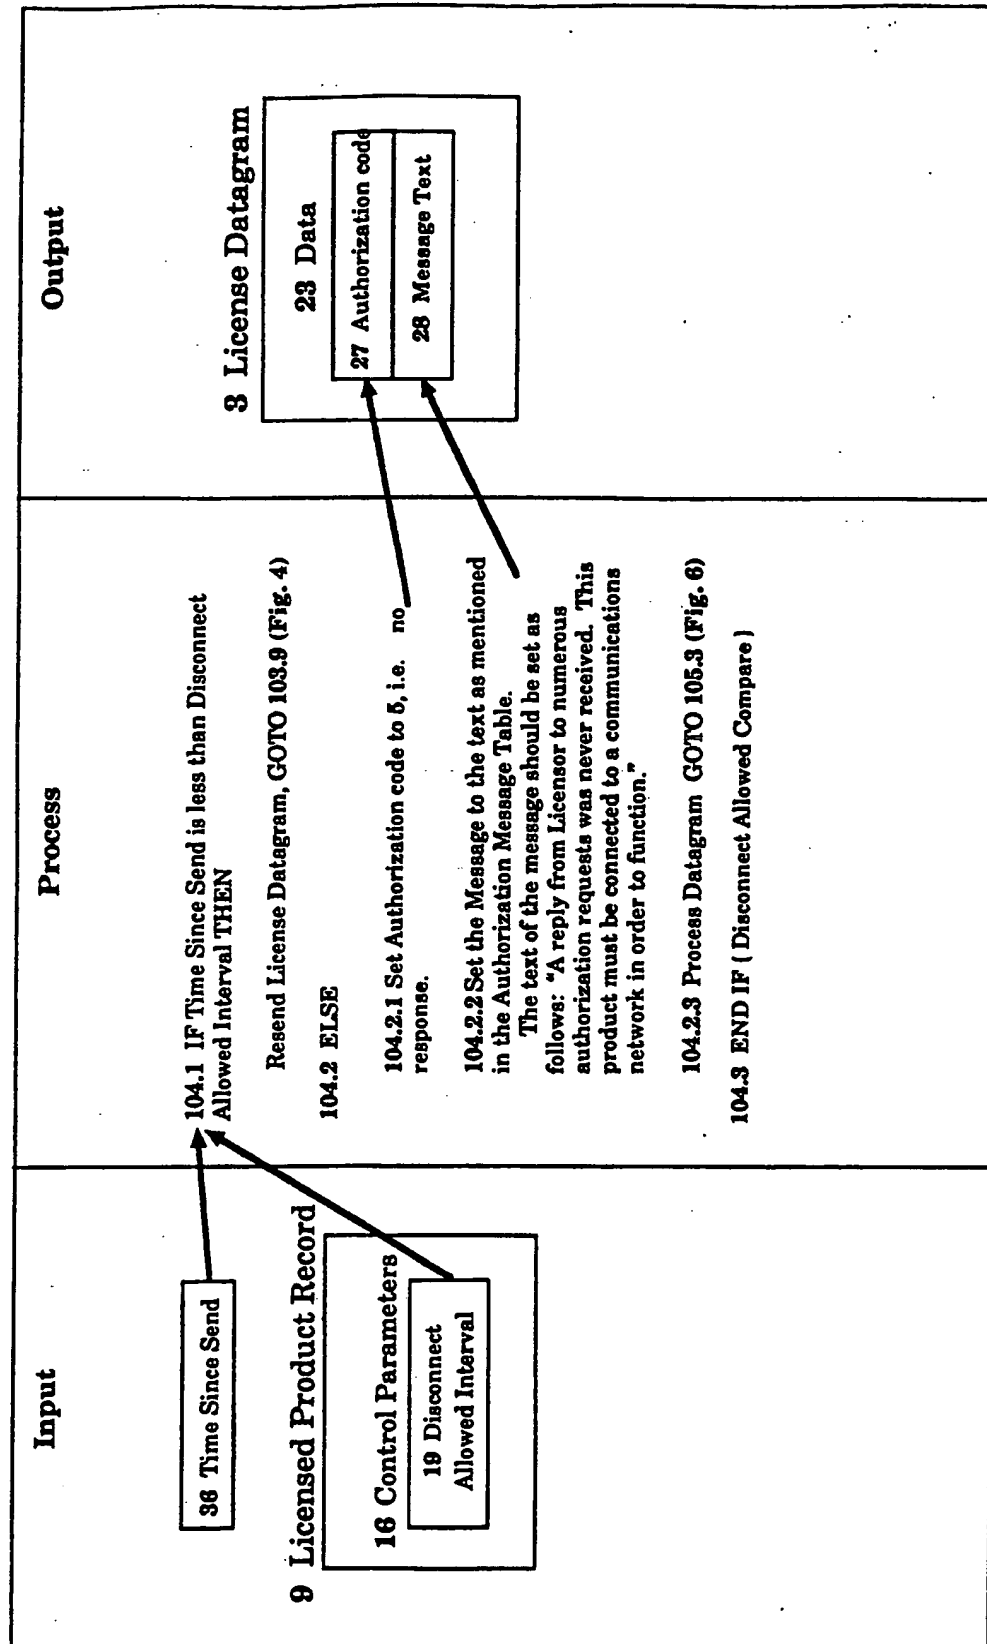 Input
36 Time Since Send
9 Licensed Product Record
16 Control Parameters
19 Disconnect
Allowed Interval
Process
104.1 IF Time Since Send is less than Disconnect
Allowed Interval THEN
Resend License Datagram, GOTO 103.9 (Fig. 4)
104.2 ELSE
104.2.1 Set Authorization code to 5, i.e. no
response.
104.2.2 Set the Message to the text as mentioned
in the Authorization Message Table.
The text of the message should be set as
follows: “A reply from Licensor to numerous
authorization requests was never received. This
product must be connected to a communications
network in order to function.”
104.2.3 Process Datagram GOTO 105.3 (Fig. 6)
104.3 END IF ( Disconnect Allowed Compare )
Output
3 License Datagram
23 Data
27 Authorization code
28 Message Text